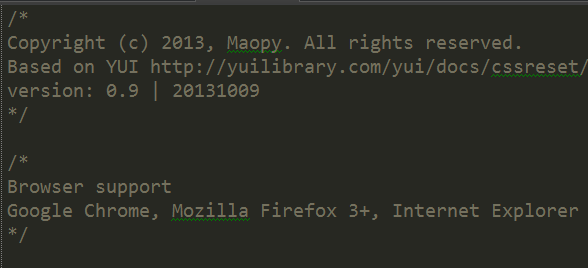 /*
Copyright (c) 2013, Maopy. All rights reserved.
Based on YUI http://yuilibrary.com/yui/docs/cssreset/
version: 0.9 | 20131009
*/
/*
Browser support
Google Chrome, Mozilla Firefox 3+, Internet Explorer
*/